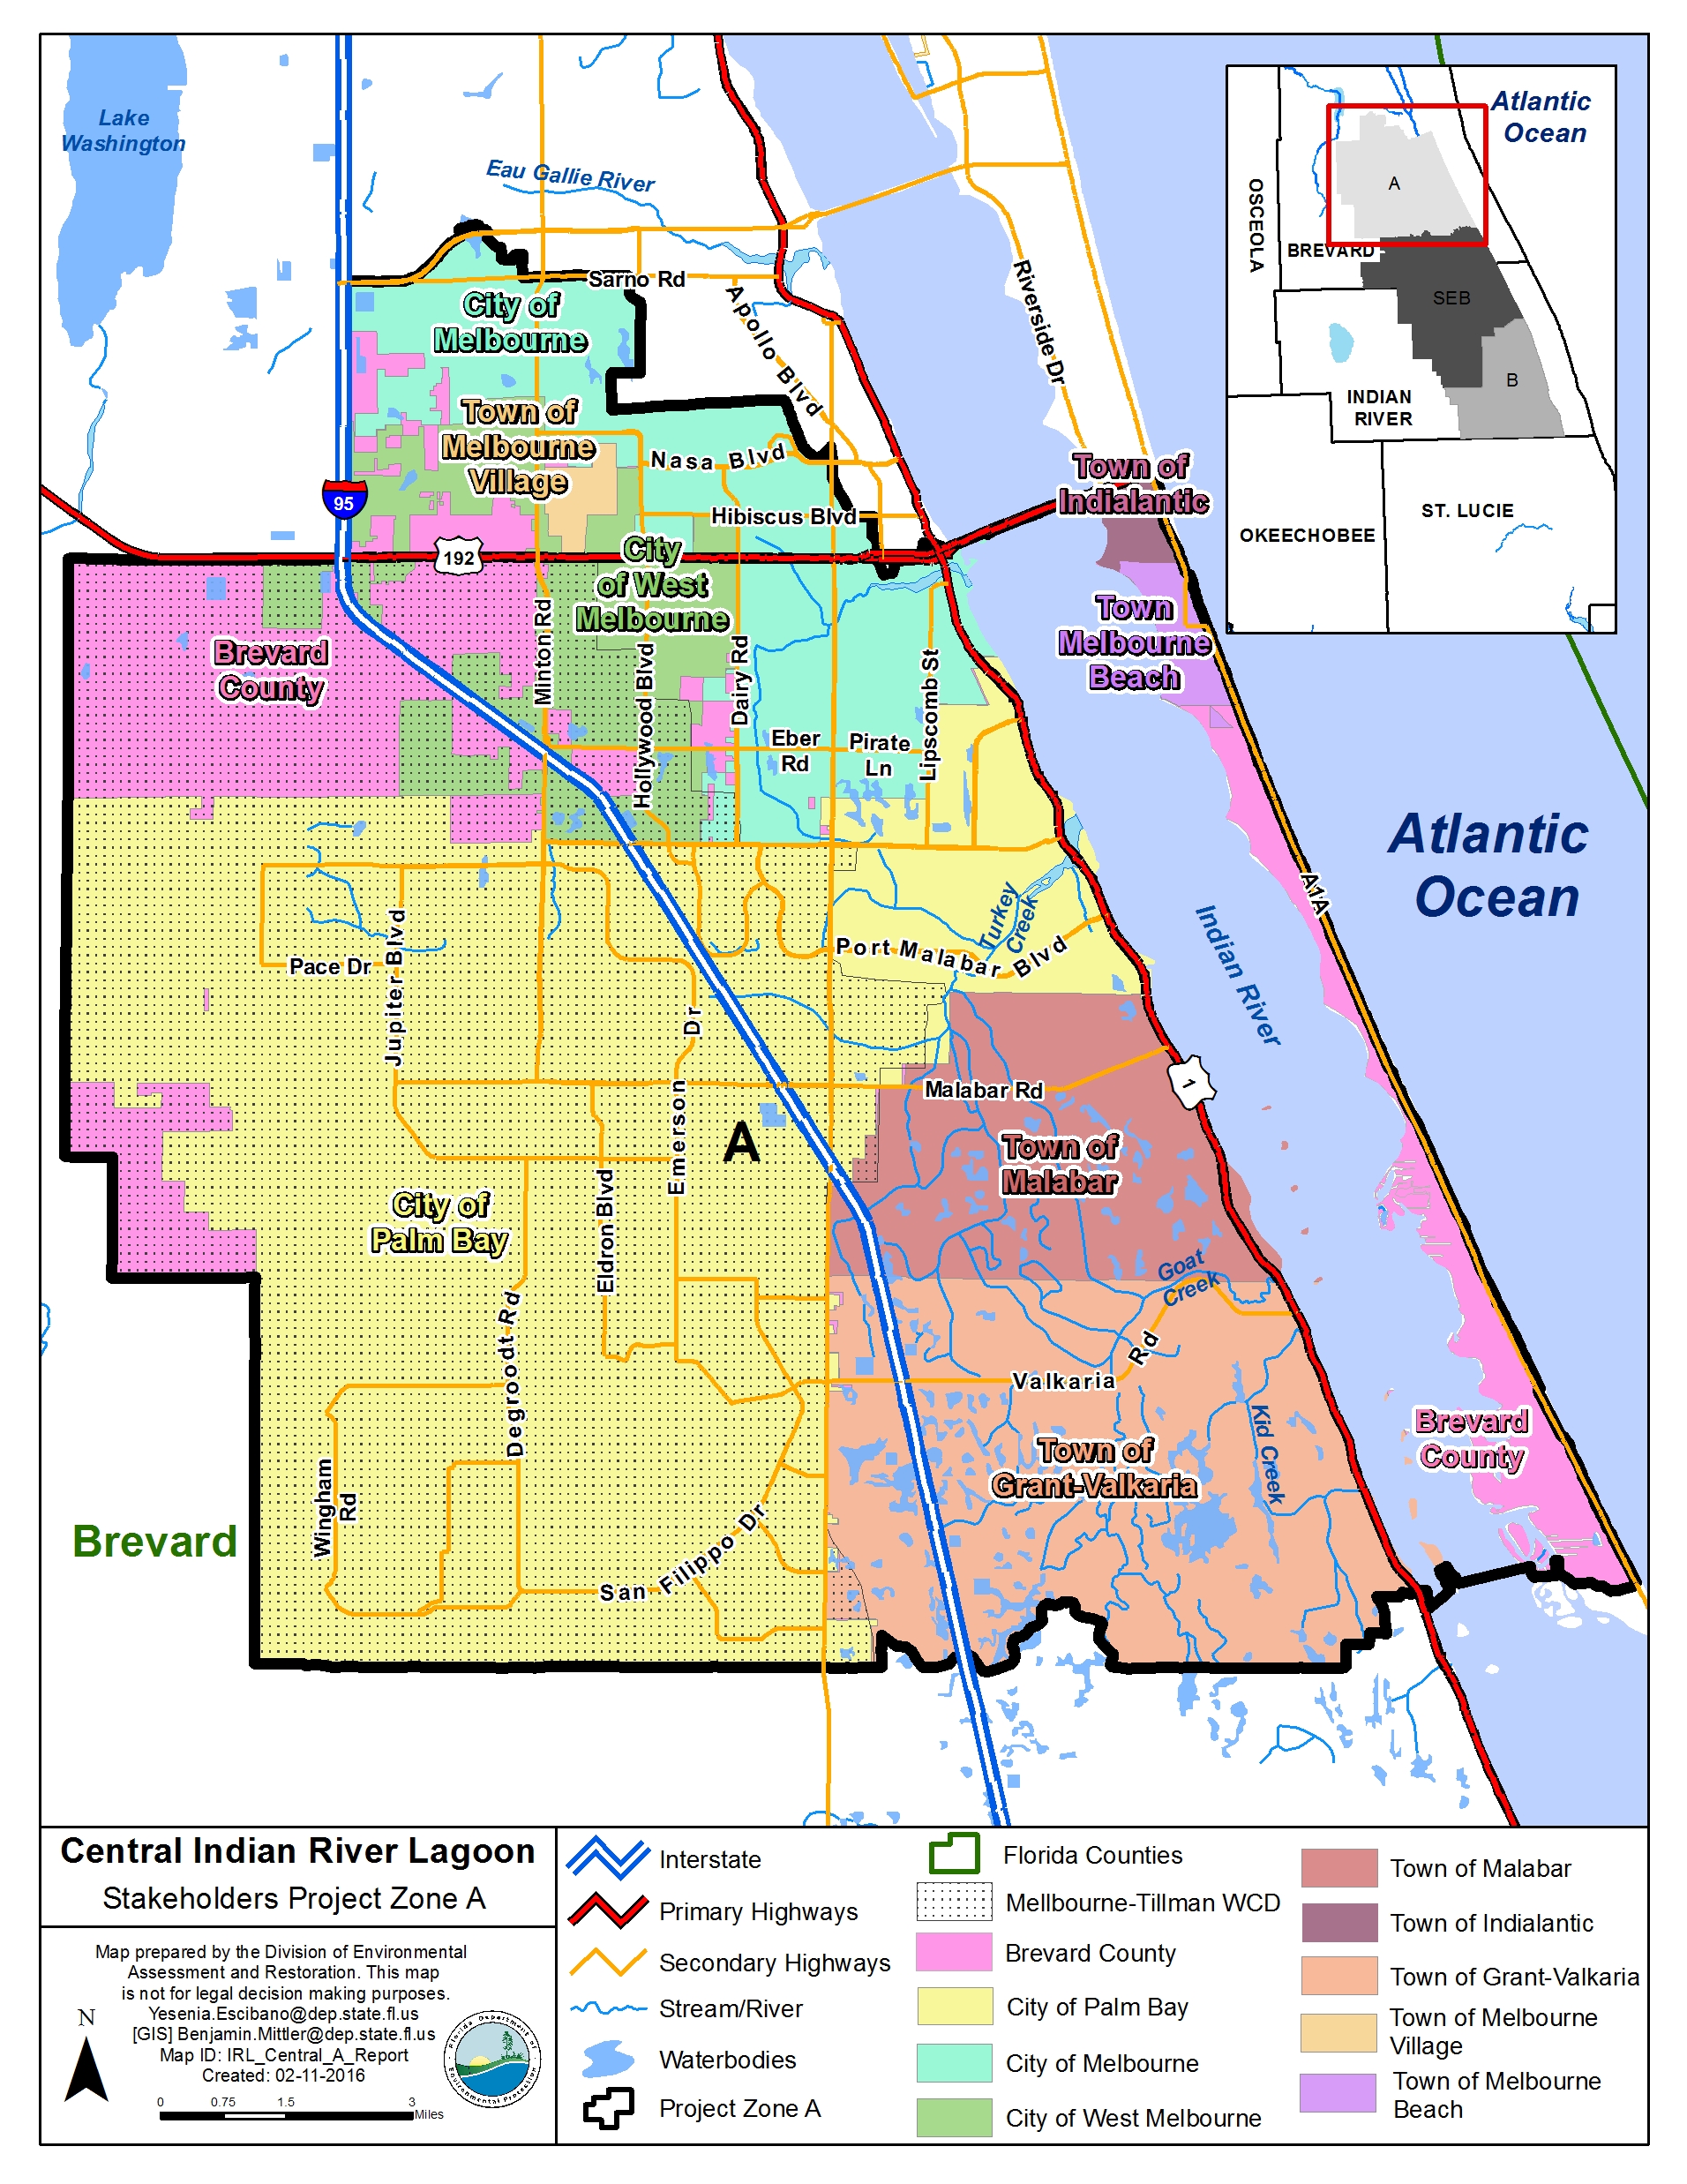 Lake
Washington
Eau Gallie River
Atlantic
Ocean
OSCEOLA
A
BREVARD
SEB
B
INDIAN
RIVER
ST. LUCIE
OKEECHOBEE
Sarno Rd
Apollo Blvd
Riverside Dr
City of
Melbourne
Town of
Melbourne
Village
Nasa Blvd
Hibiscus Blvd
Town of
Indialantic
95
192
City
of West
Melbourne
Town
Melbourne
Beach
Brevard
County
Minton Rd
Hollywood Blvd
Dairy Rd
Lipscomb St
Eber
Rd
Pirate
Ln
Atlantic
Ocean
A1A
Indian River
Turkey
Creek
Port Malabar Blvd
Pace Dr
Jupiter Blvd
Emerson Dr
Malabar Rd
1
A
Town of
Malabar
City of
Palm Bay
Eldron Blvd
Degroodt Rd
Goat
Creek
Valkaria Rd
Kid Creek
Town of
Grant-Valkaria
Brevard
County
Wingham
Rd
Brevard
San Filippo Dr
Central Indian River Lagoon
Stakeholders Project Zone A
Map prepared by the Division of Environmental
Assessment and Restoration. This map
is not for legal decision making purposes.
Yesenia.Escibano@dep.state.fl.us
[GIS] Benjamin.Mittler@dep.state.fl.us
Map ID: IRL_Central_A_Report
Created: 02-11-2016
N
0 0.75 1.5 3
Miles
Florida Department of
Environmental Protection
Interstate
Primary Highways
Secondary Highways
Stream/River
Waterbodies
Project Zone A
Florida Counties
Mellbourne-Tillman WCD
Brevard County
City of Palm Bay
City of Melbourne
City of West Melbourne
Town of Malabar
Town of Indialantic
Town of Grant-Valkaria
Town of Melbourne
Village
Town of Melbourne
Beach